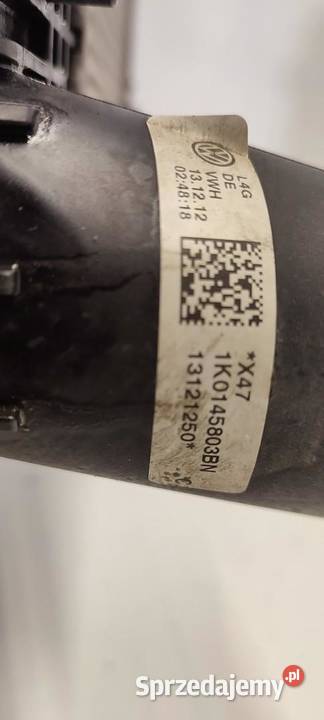 L4G
DE
VWH
13.12.12
02:48:18
*X47
1K0145803BN
13121250*
Sprzedajemy.pl